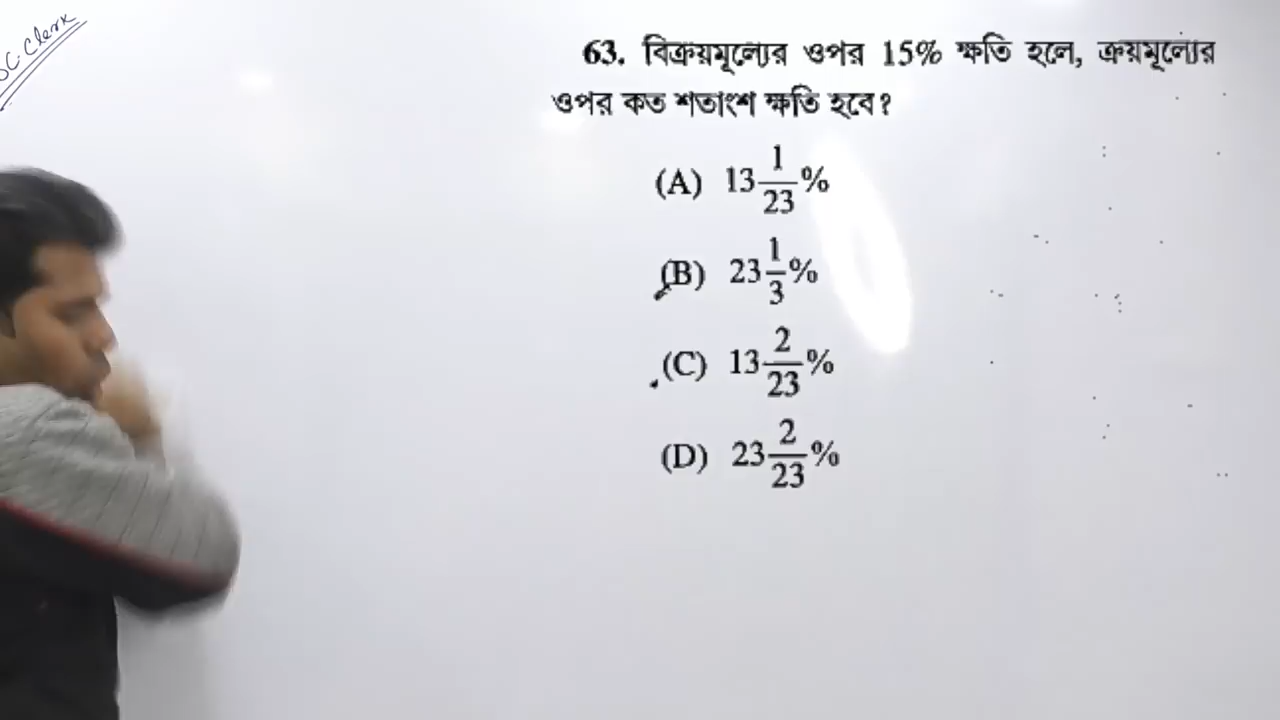 Clerk
63. বিক্রয়মূল্যের ওপর 15% ক্ষতি হলে, ক্রয়মূল্যের
ওপর কত শতাংশ ক্ষতি হবে?
(A) 13 1/23 %
(B) 23 1/3 %
(C) 13 2/23 %
(D) 23 2/23 %